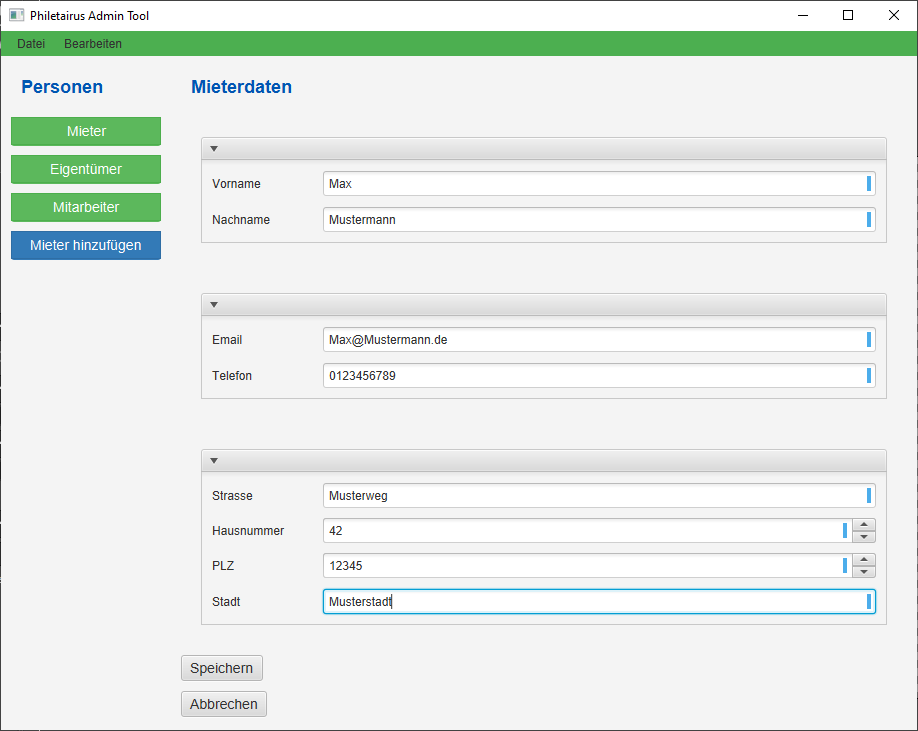 Philetairus Admin Tool
Datei Bearbeiten
Personen
Mieter
Eigentümer
Mitarbeiter
Mieter hinzufügen
Mieterdaten
Vorname Max
Nachname Mustermann
Email Max@Mustermann.de
Telefon 0123456789
Strasse Musterweg
Hausnummer 42
PLZ 12345
Stadt Musterstadt
Speichern
Abbrechen